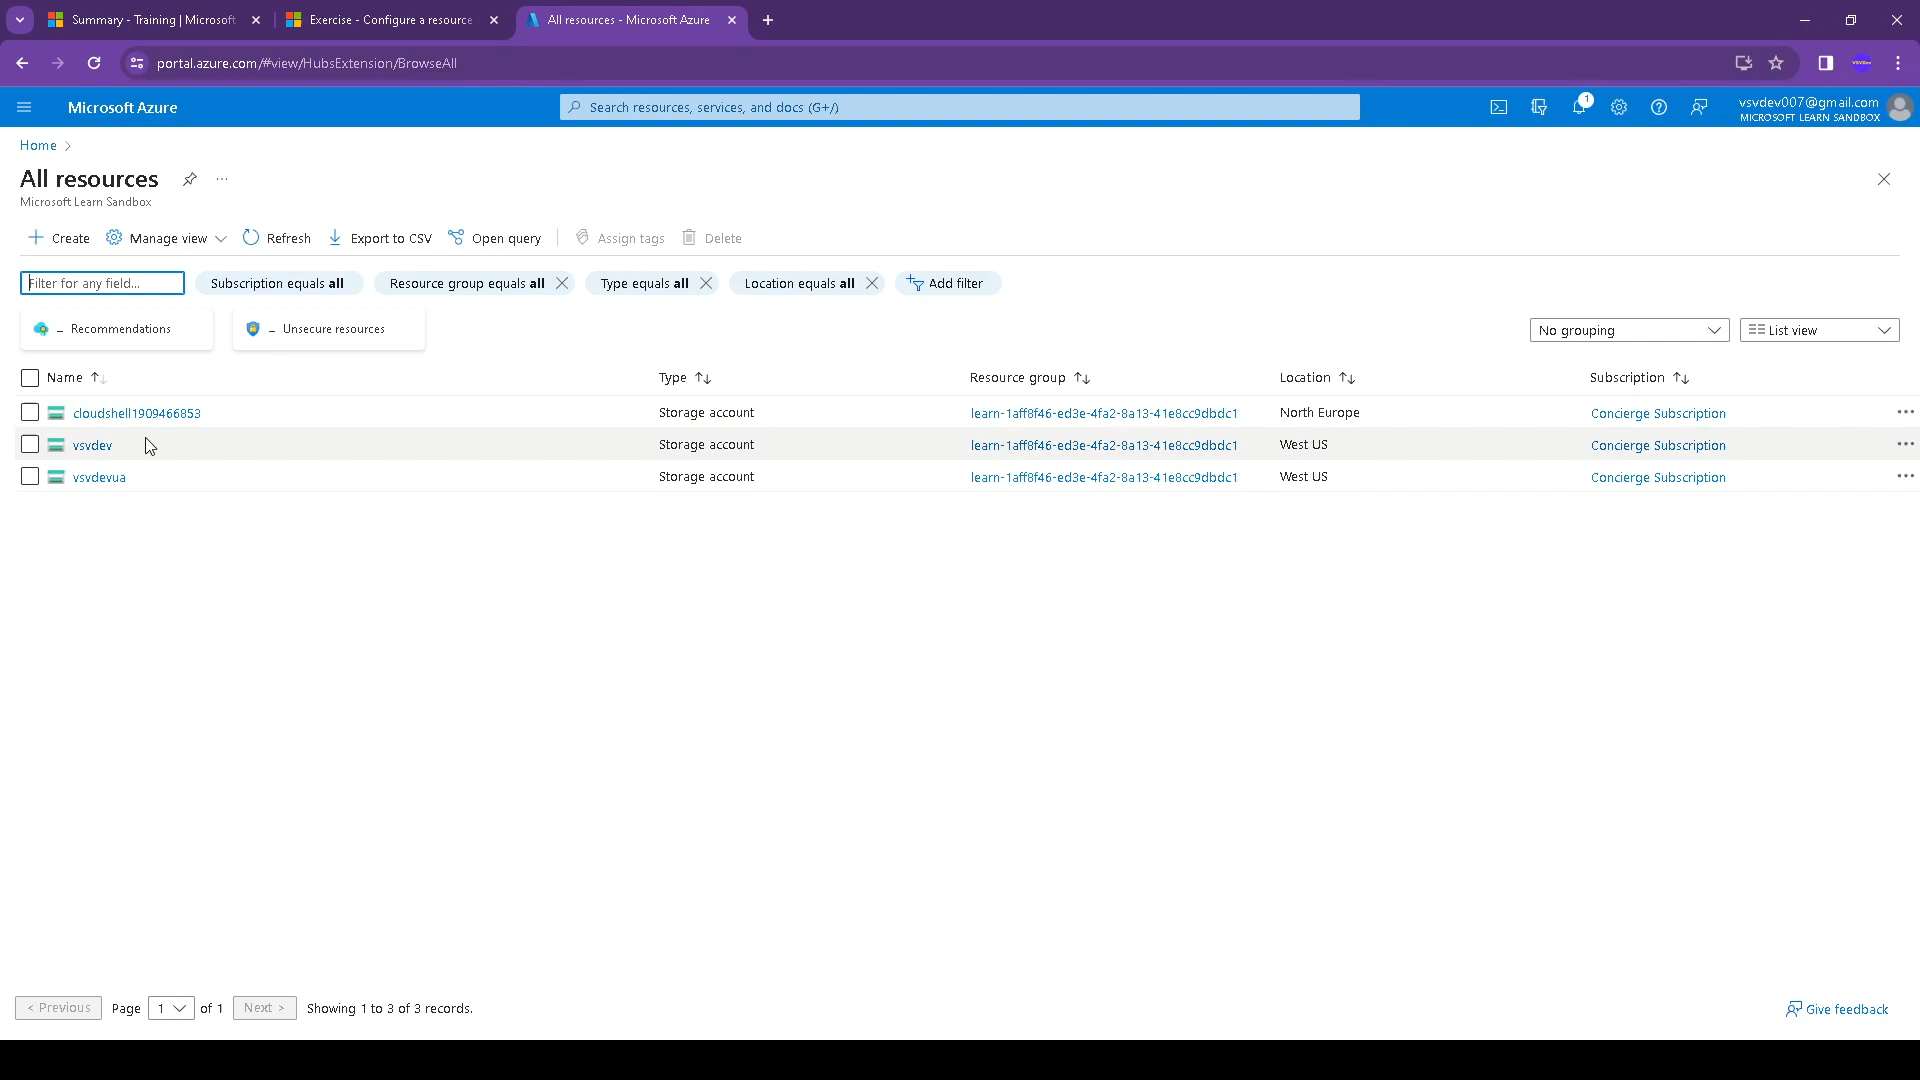 Summary - Training | Microsoft
Exercise - Configure a resource
All resources - Microsoft Azure
portal.azure.com/#view/HubsExtension/BrowseAll
Microsoft Azure
Search resources, services, and docs (G+/)
1
vsvdev007@gmail.com
MICROSOFT LEARN SANDBOX
Home >
All resources
Microsoft Learn Sandbox
Create
Manage view
Refresh
Export to CSV
Open query
Assign tags
Delete
Filter for any field...
Subscription equals all
Resource group equals all
Type equals all
Location equals all
Add filter
– Recommendations
– Unsecure resources
No grouping
List view
Name Type Resource group Location Subscription
cloudshell1909466853 Storage account learn-1aff8f46-ed3e-4fa2-8a13-41e8cc9dbdc1 North Europe Concierge Subscription
vsvdev Storage account learn-1aff8f46-ed3e-4fa2-8a13-41e8cc9dbdc1 West US Concierge Subscription
vsvdevua Storage account learn-1aff8f46-ed3e-4fa2-8a13-41e8cc9dbdc1 West US Concierge Subscription
< Previous Page 1 of 1 Next > Showing 1 to 3 of 3 records.
Give feedback